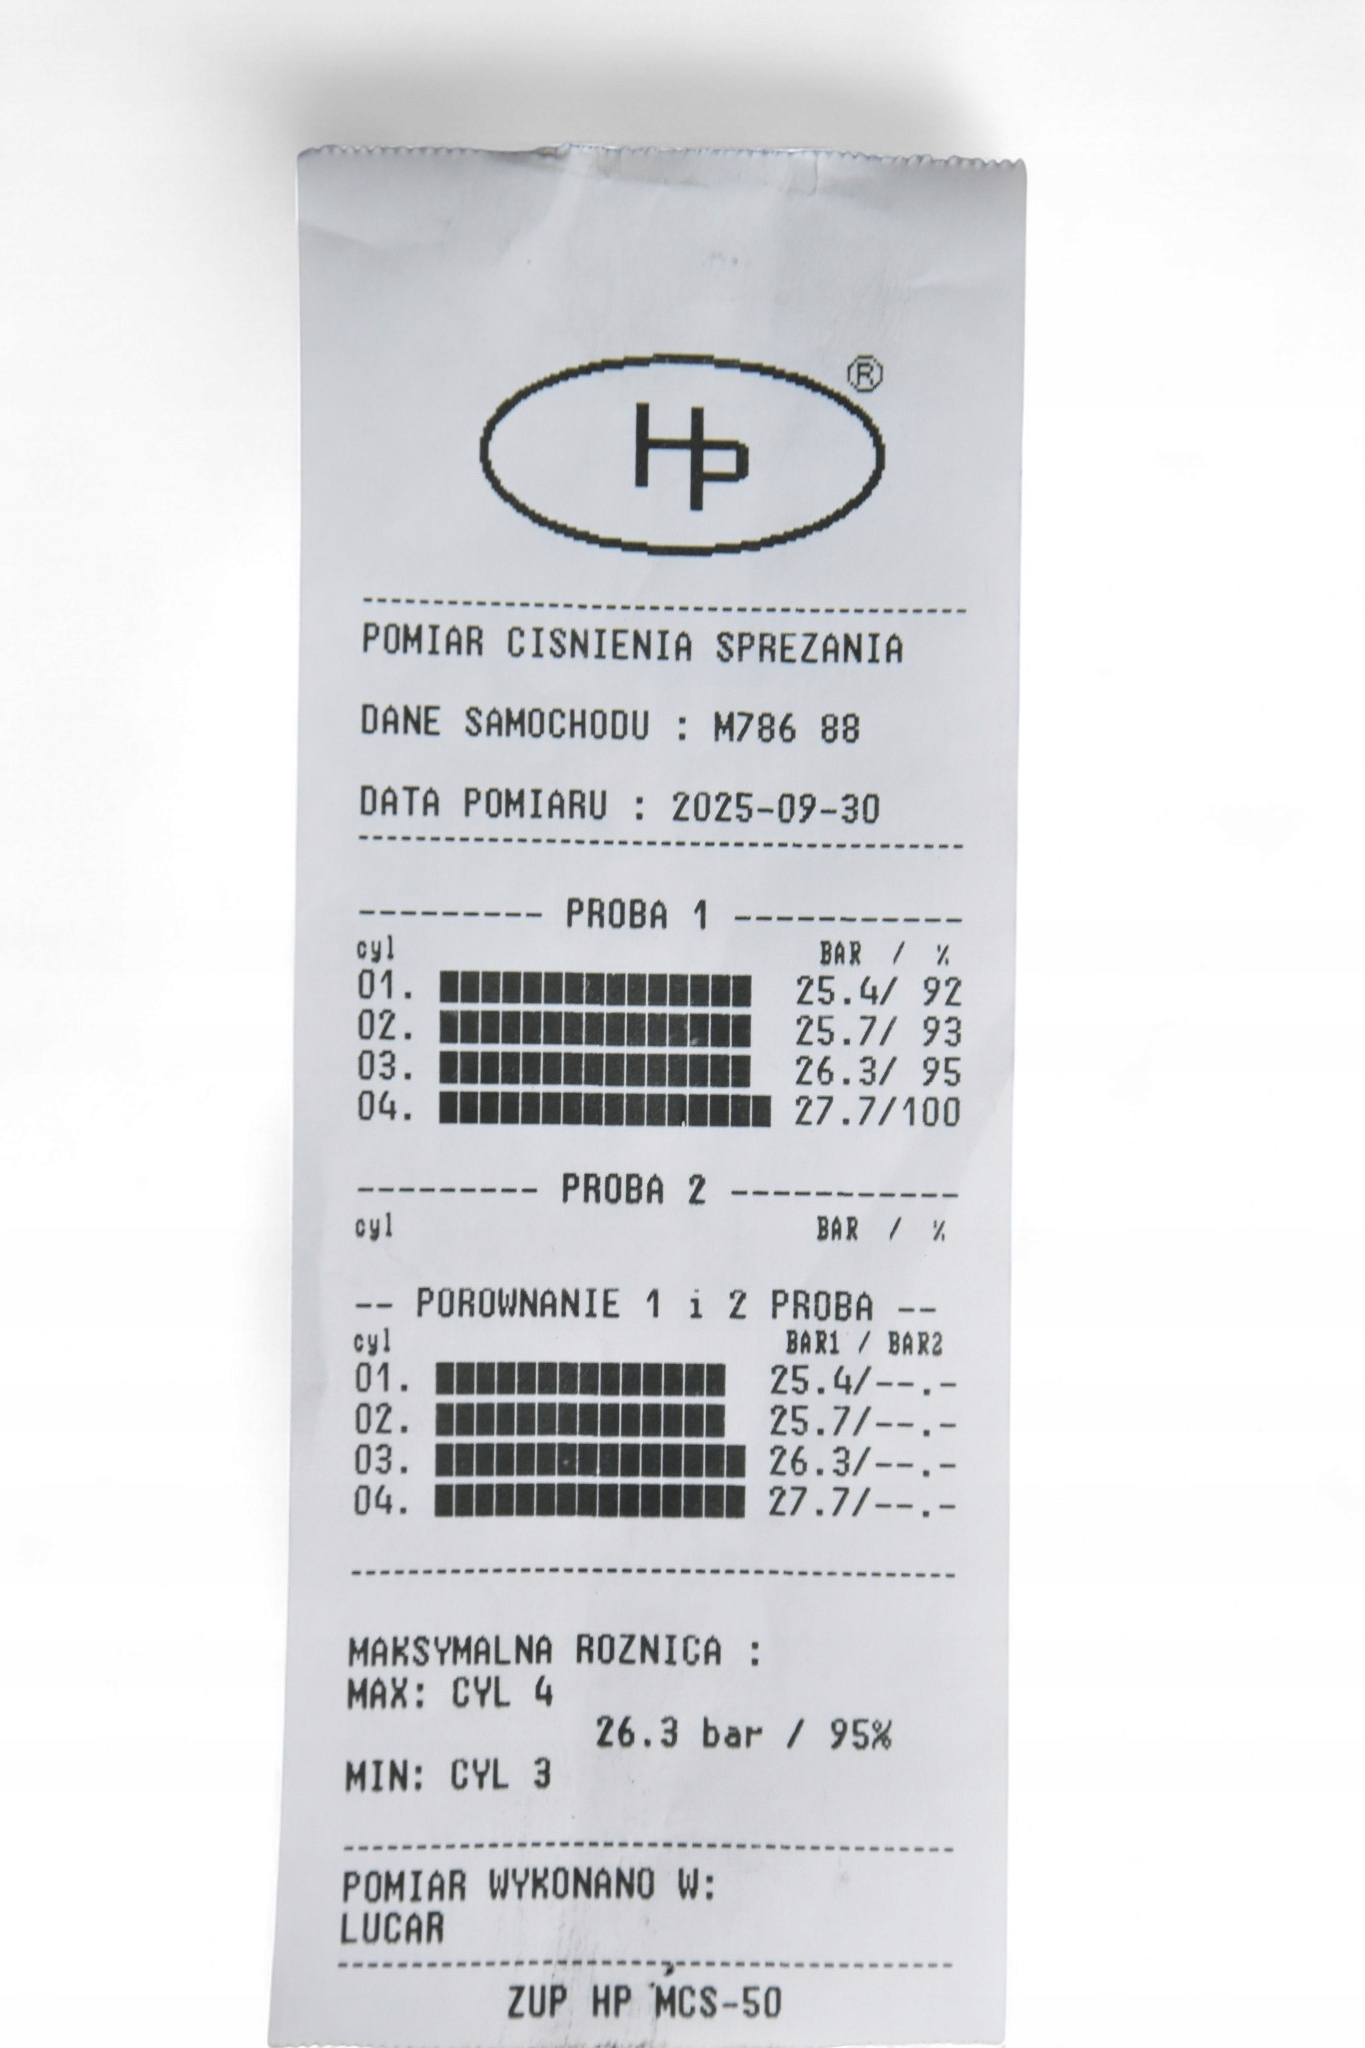 HP ®
POMIAR CISNIENIA SPREZANIA
DANE SAMOCHODU : M786 88
DATA POMIARU : 2025-09-30
--------- PROBA 1 -----------
cyl BAR / %
01. 25.4/ 92
02. 25.7/ 93
03. 26.3/ 95
04. 27.7/100
--------- PROBA 2 -----------
cyl BAR / %
-- POROWNANIE 1 i 2 PROBA --
cyl BAR1 / BAR2
01. 25.4/--.-
02. 25.7/--.-
03. 26.3/--.-
04. 27.7/--.-
MAKSYMALNA ROZNICA :
MAX: CYL 4
26.3 bar / 95%
MIN: CYL 3
POMIAR WYKONANO W:
LUCAR
ZUP HP MCS-50